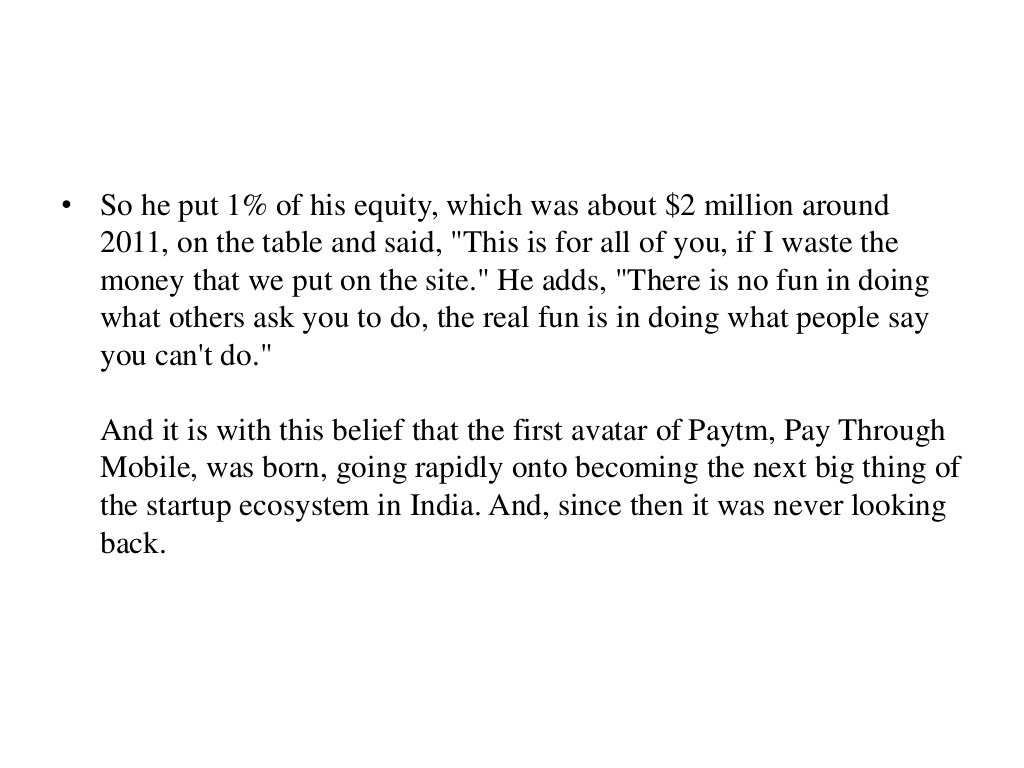 • So he put 1% of his equity, which was about $2 million around
2011, on the table and said, "This is for all of you, if I waste the
money that we put on the site." He adds, "There is no fun in doing
what others ask you to do, the real fun is in doing what people say
you can't do."
And it is with this belief that the first avatar of Paytm, Pay Through
Mobile, was born, going rapidly onto becoming the next big thing of
the startup ecosystem in India. And, since then it was never looking
back.